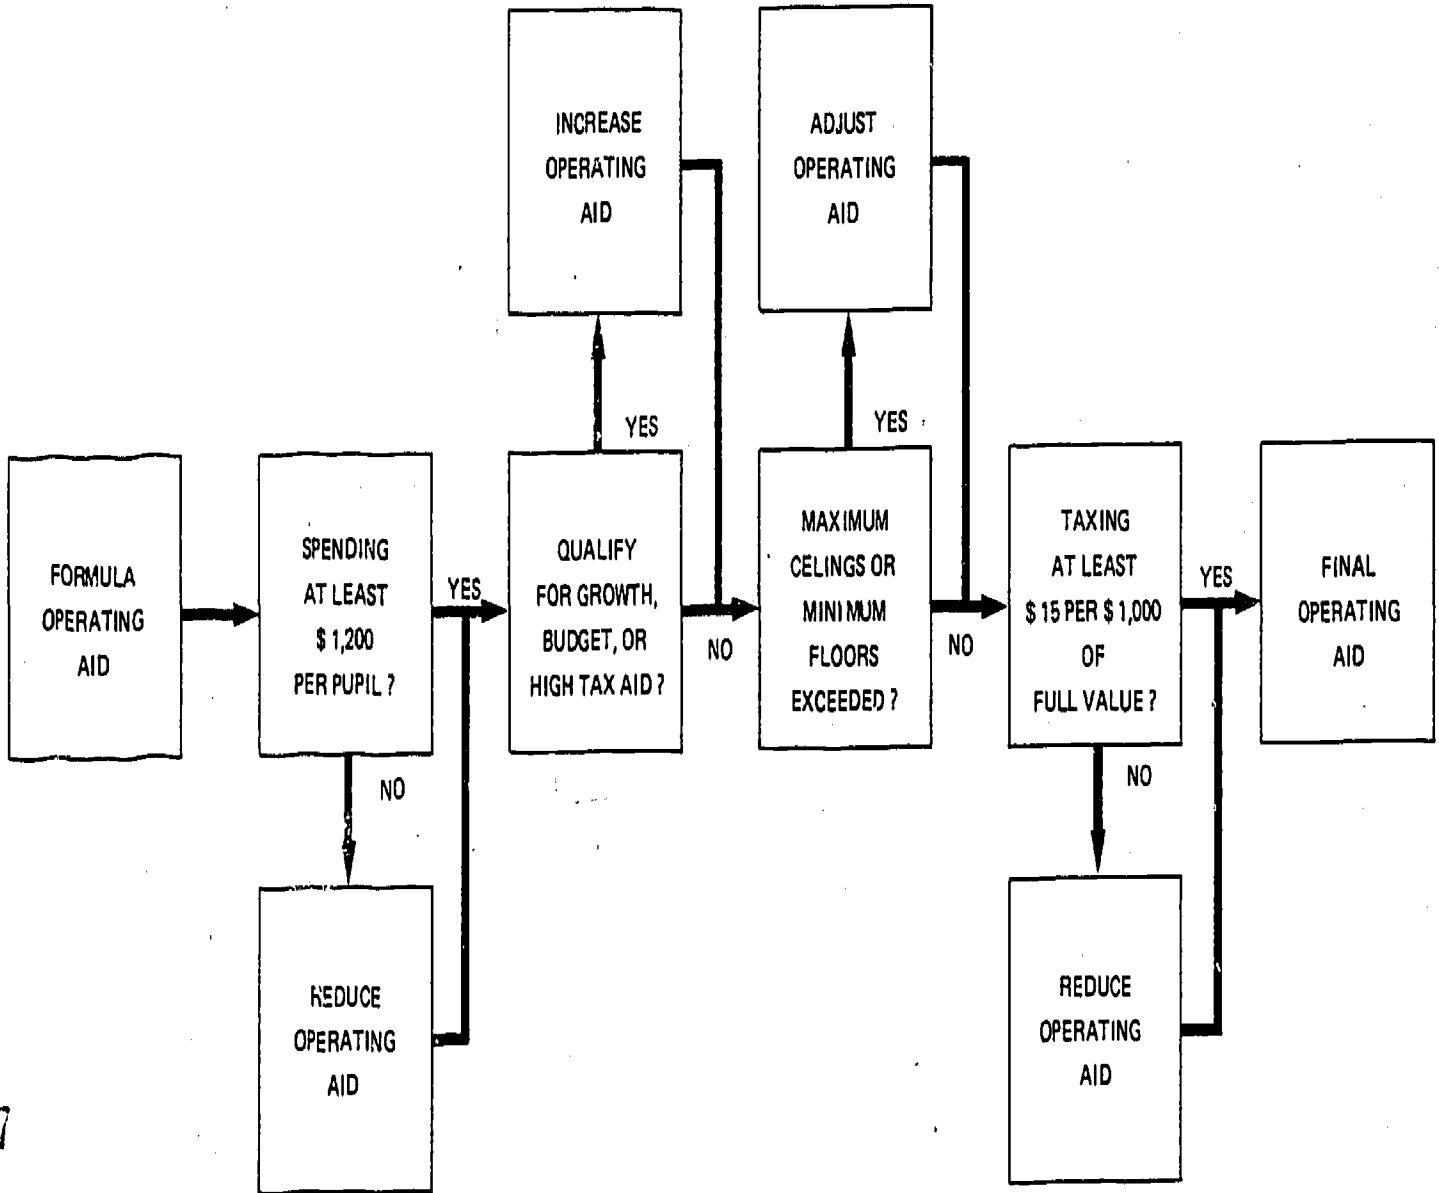 INCREASE
OPERATING
AID
ADJUST
OPERATING
AID
YES
YES
FORMULA
OPERATING
AID
SPENDING
AT LEAST
$ 1,200
PER PUPIL ?
YES
NO
QUALIFY
FOR GROWTH,
BUDGET, OR
HIGH TAX AID ?
NO
MAXIMUM
CELINGS OR
MINIMUM
FLOORS
EXCEEDED ?
NO
TAXING
AT LEAST
$ 15 PER $ 1,000
OF
FULL VALUE ?
YES
NO
FINAL
OPERATING
AID
REDUCE
OPERATING
AID
REDUCE
OPERATING
AID
7